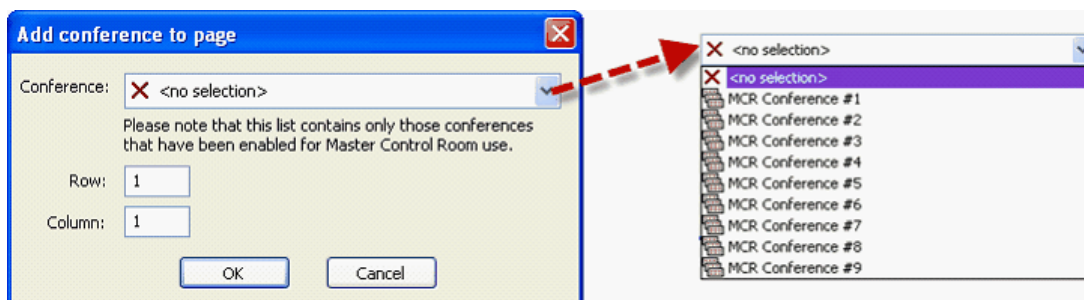 Add conference to page
Conference: <no selection>
Please note that this list contains only those conferences
that have been enabled for Master Control Room use.
Row: 1
Column: 1
OK Cancel
<no selection>
<no selection>
MCR Conference #1
MCR Conference #2
MCR Conference #3
MCR Conference #4
MCR Conference #5
MCR Conference #6
MCR Conference #7
MCR Conference #8
MCR Conference #9